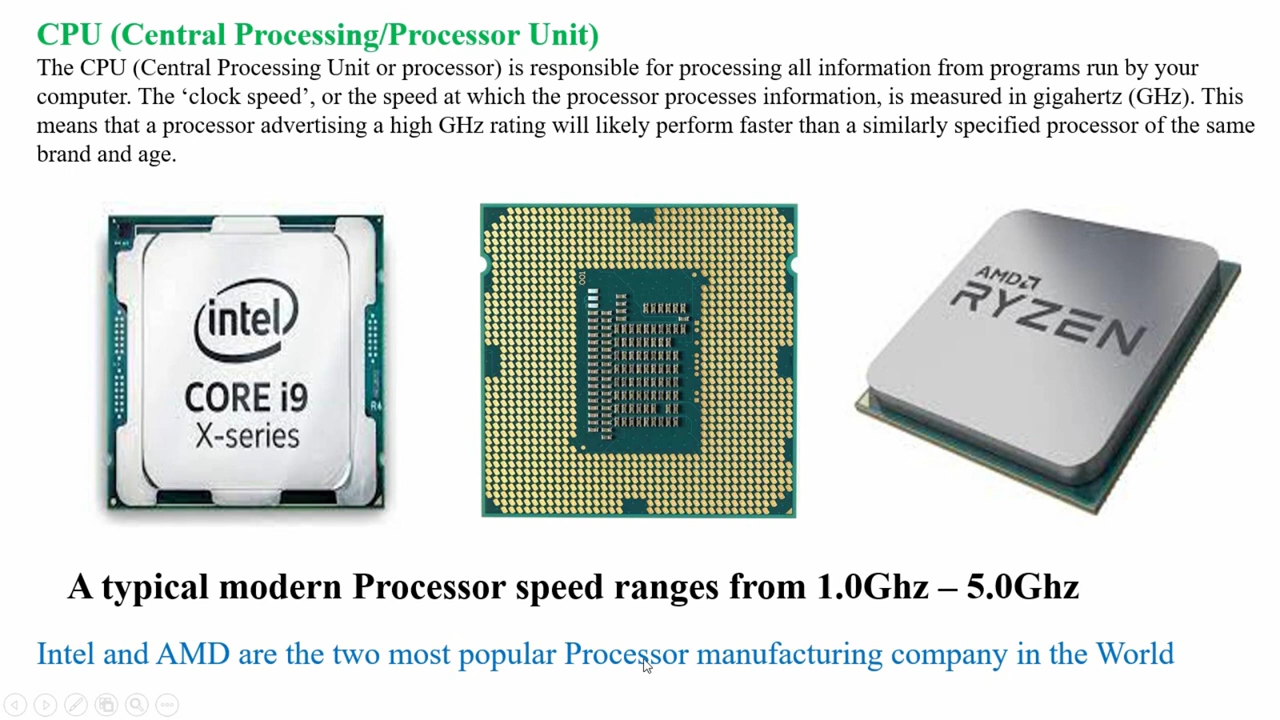 CPU (Central Processing/Processor Unit)
The CPU (Central Processing Unit or processor) is responsible for processing all information from programs run by your
computer. The ‘clock speed’, or the speed at which the processor processes information, is measured in gigahertz (GHz). This
means that a processor advertising a high GHz rating will likely perform faster than a similarly specified processor of the same
brand and age.
intel
CORE i9
X-series
R4
001
AMD
RYZEN
A typical modern Processor speed ranges from 1.0Ghz – 5.0Ghz
Intel and AMD are the two most popular Processor manufacturing company in the World